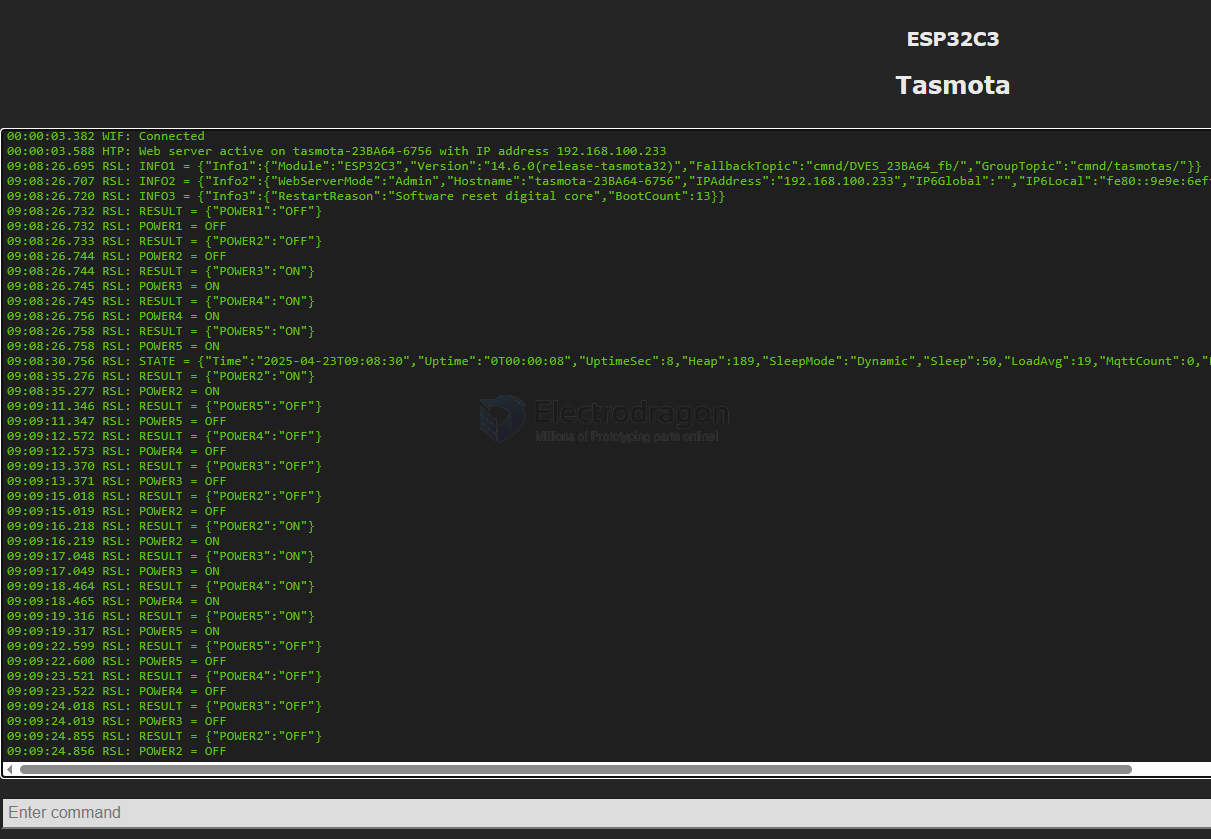 ESP32C3
Tasmota
00:00:03.382 WIF: Connected
00:00:03.588 HTP: Web server active on tasmota-23BA64-6756 with IP address 192.168.100.233
09:08:26.695 RSL: INFO1 = {"Info1":{"Module":"ESP32C3","Version":"14.6.0(release-tasmota32)","FallbackTopic":"cmnd/DVES_23BA64_fb/","GroupTopic":"cmnd/tasmotas/"}}
09:08:26.707 RSL: INFO2 = {"Info2":{"WebServerMode":"Admin","Hostname":"tasmota-23BA64-6756","IPAddress":"192.168.100.233","IP6Global":"","IP6Local":"fe80::9e9e:6ef
09:08:26.720 RSL: INFO3 = {"Info3":{"RestartReason":"Software reset digital core","BootCount":13}}
09:08:26.732 RSL: RESULT = {"POWER1":"OFF"}
09:08:26.732 RSL: POWER1 = OFF
09:08:26.733 RSL: RESULT = {"POWER2":"OFF"}
09:08:26.744 RSL: POWER2 = OFF
09:08:26.744 RSL: RESULT = {"POWER3":"ON"}
09:08:26.745 RSL: POWER3 = ON
09:08:26.745 RSL: RESULT = {"POWER4":"ON"}
09:08:26.756 RSL: POWER4 = ON
09:08:26.758 RSL: RESULT = {"POWER5":"ON"}
09:08:26.758 RSL: POWER5 = ON
09:08:30.756 RSL: STATE = {"Time":"2025-04-23T09:08:30","Uptime":"0T00:00:08","UptimeSec":8,"Heap":189,"SleepMode":"Dynamic","Sleep":50,"LoadAvg":19,"MqttCount":0,"
09:08:35.276 RSL: RESULT = {"POWER2":"ON"}
09:08:35.277 RSL: POWER2 = ON
09:09:11.346 RSL: RESULT = {"POWER5":"OFF"}
09:09:11.347 RSL: POWER5 = OFF
09:09:12.572 RSL: RESULT = {"POWER4":"OFF"}
09:09:12.573 RSL: POWER4 = OFF
09:09:13.370 RSL: RESULT = {"POWER3":"OFF"}
09:09:13.371 RSL: POWER3 = OFF
09:09:15.018 RSL: RESULT = {"POWER2":"OFF"}
09:09:15.019 RSL: POWER2 = OFF
09:09:16.218 RSL: RESULT = {"POWER2":"ON"}
09:09:16.219 RSL: POWER2 = ON
09:09:17.048 RSL: RESULT = {"POWER3":"ON"}
09:09:17.049 RSL: POWER3 = ON
09:09:18.464 RSL: RESULT = {"POWER4":"ON"}
09:09:18.465 RSL: POWER4 = ON
09:09:19.316 RSL: RESULT = {"POWER5":"ON"}
09:09:19.317 RSL: POWER5 = ON
09:09:22.599 RSL: RESULT = {"POWER5":"OFF"}
09:09:22.600 RSL: POWER5 = OFF
09:09:23.521 RSL: RESULT = {"POWER4":"OFF"}
09:09:23.522 RSL: POWER4 = OFF
09:09:24.018 RSL: RESULT = {"POWER3":"OFF"}
09:09:24.019 RSL: POWER3 = OFF
09:09:24.855 RSL: RESULT = {"POWER2":"OFF"}
09:09:24.856 RSL: POWER2 = OFF
Electrodragon
Millions of Prototyping parts online!
Enter command